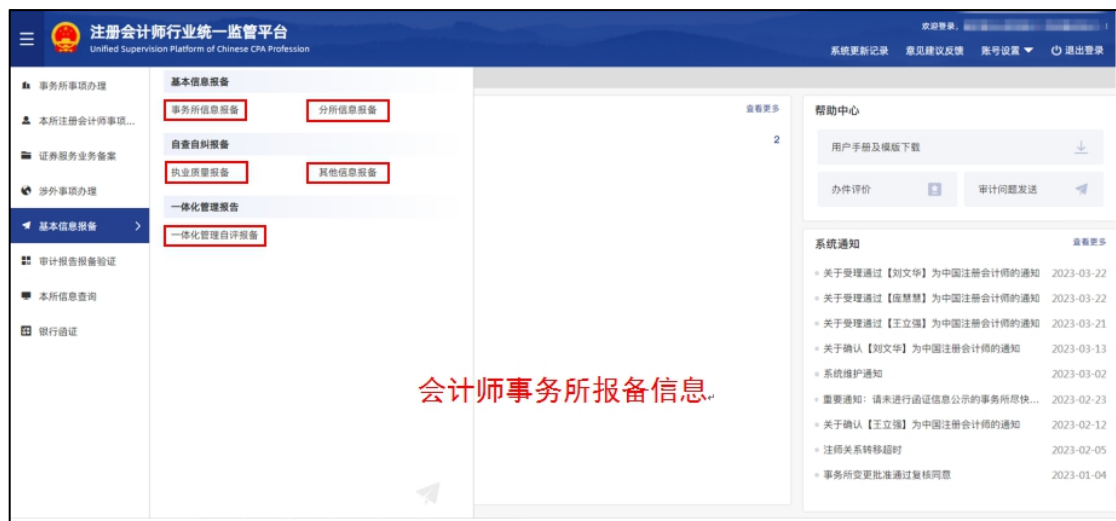 注册会计师行业统一监管平台
Unified Supervision Platform of Chinese CPA Profession
欢迎登录,
系统更新记录 意见建议反馈 账号设置 退出登录
事务所事项办理
本所注册会计师事项...
证券服务业务备案
涉外事项办理
基本信息报备
审计报告报备验证
本所信息查询
银行函证
基本信息报备
事务所信息报备 分所信息报备
自查自纠报备
执业质量报备 其他信息报备
一体化管理报告
一体化管理自评报备
查看更多
2
会计师事务所报备信息
帮助中心
用户手册及模版下载
办件评价 审计问题发送
系统通知 查看更多
关于受理通过【刘文华】为中国注册会计师的通知 2023-03-22
关于受理通过【庞慧慧】为中国注册会计师的通知 2023-03-22
关于受理通过【王立强】为中国注册会计师的通知 2023-03-21
关于确认【刘文华】为中国注册会计师的通知 2023-03-13
系统维护通知 2023-03-02
重要通知：请未进行函证信息公示的事务所尽快... 2023-02-23
关于确认【王立强】为中国注册会计师的通知 2023-02-12
注师关系转移超时 2023-02-05
事务所变更批准通过复核同意 2023-01-04